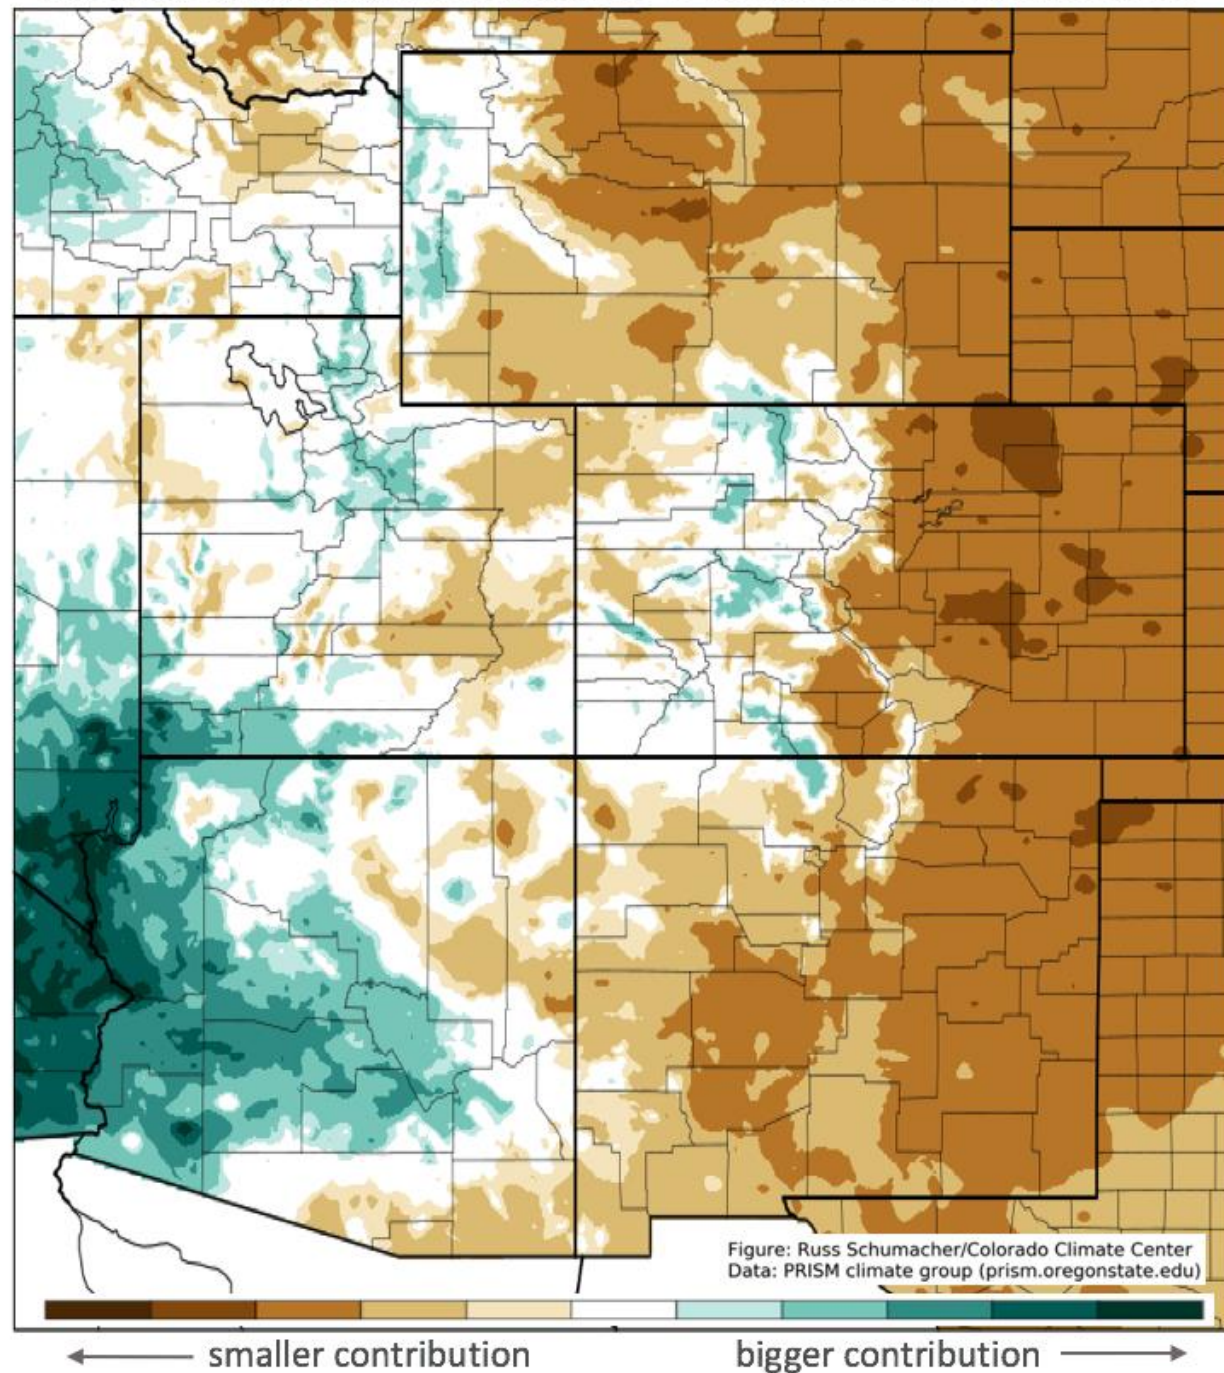 Figure: Russ Schumacher/Colorado Climate Center
Data: PRISM climate group (prism.oregonstate.edu)
smaller contribution
bigger contribution